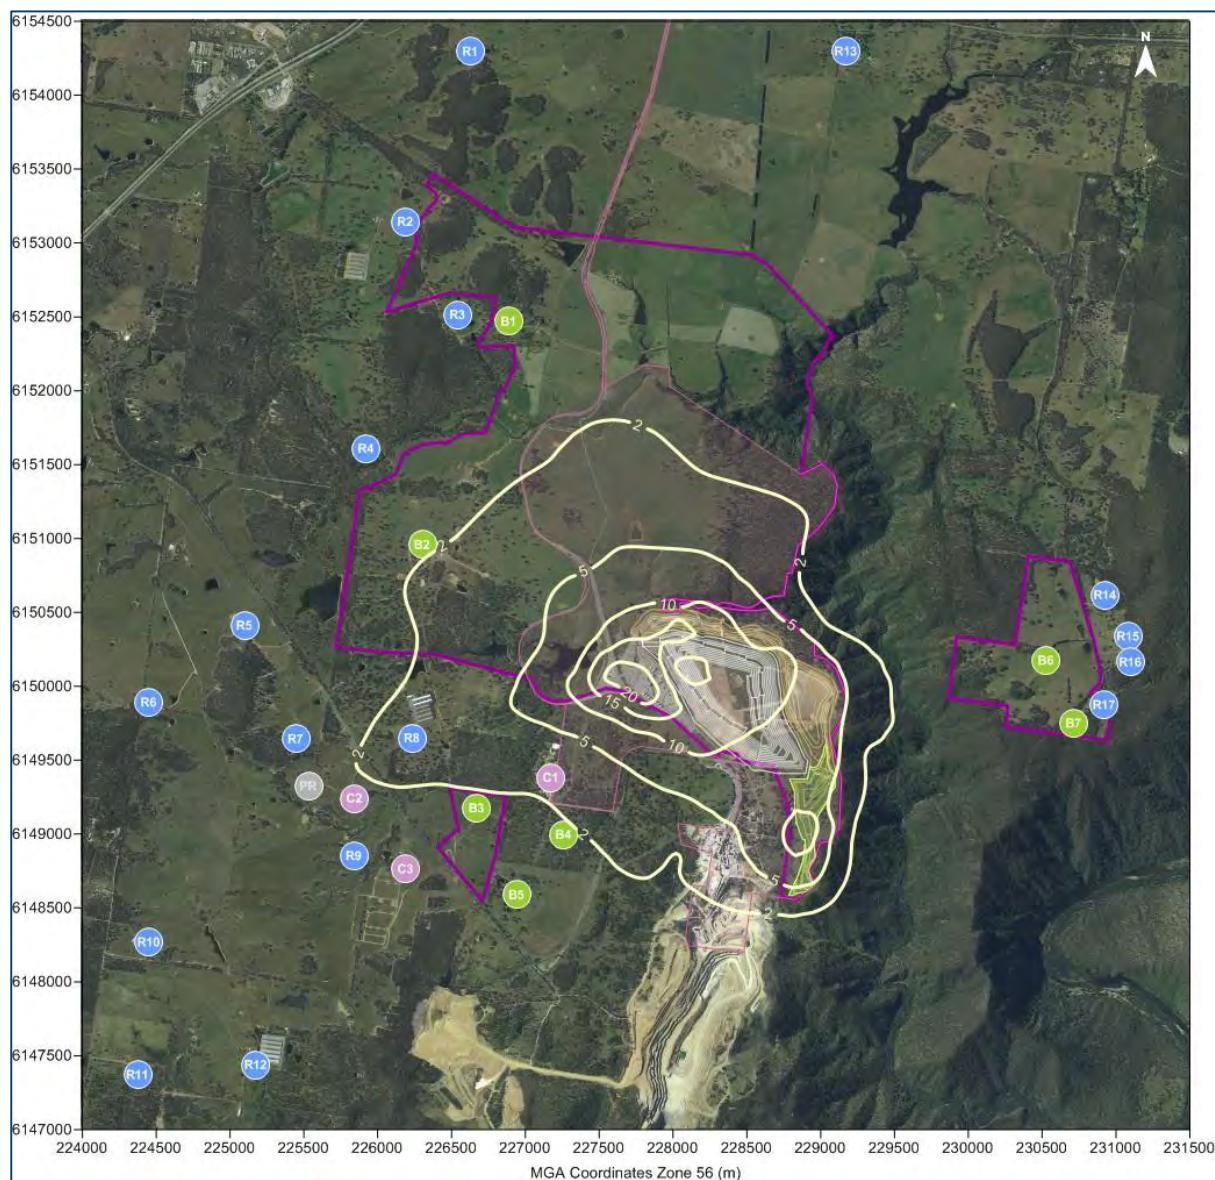 6154500
R1
R13
N
6154000
6153500
R2
6153000
R3
B1
6152500
6152000
2
R4
6151500
B2
2
6151000
2
5
R14
6150500
10
R5
5
R15
B6
R16
6150000
20
R6
15
R17
R7
R8
10
B7
6149500
2
5
C1
PR
C2
B3
6149000
B4
2
R9
C3
5
B5
6148500
2
R10
6148000
6147500
R12
R11
6147000
224000 224500 225000 225500 226000 226500 227000 227500 228000 228500 229000 229500 230000 230500 231000 231500
MGA Coordinates Zone 56 (m)